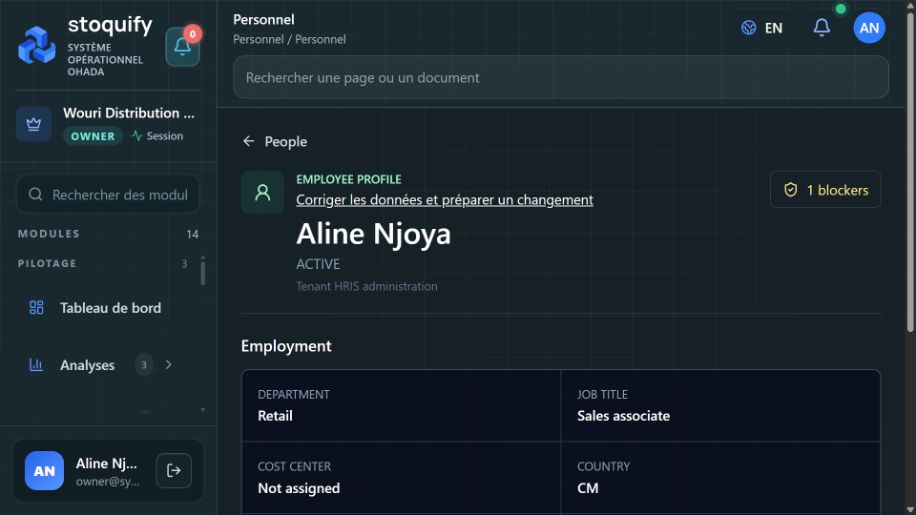 stoquify
SYSTÈME
OPÉRATIONNEL
OHADA
0
Wouri Distribution ...
OWNER
Session
Rechercher des modul
MODULES
14
PILOTAGE
3
Tableau de bord
Analyses
3
AN
Aline Nj...
owner@sy...
Personnel
Personnel / Personnel
EN
AN
Rechercher une page ou un document
People
EMPLOYEE PROFILE
Corriger les données et préparer un changement
1 blockers
Aline Njoya
ACTIVE
Tenant HRIS administration
Employment
DEPARTMENT
Retail
JOB TITLE
Sales associate
COST CENTER
Not assigned
COUNTRY
CM